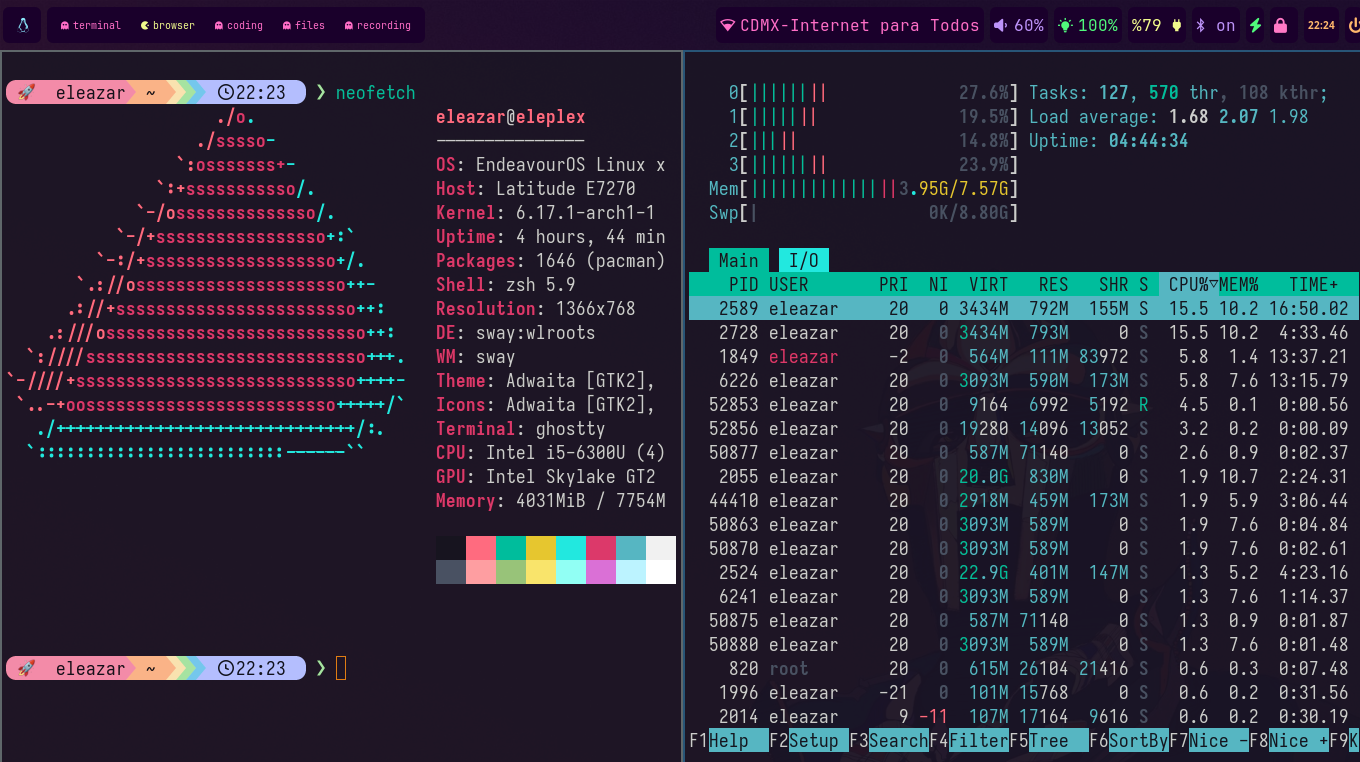 terminal browser coding files recording CDMX-Internet para Todos 60% 100% %79 on 22:24
eleazar ~ 22:23 ❯ neofetch
./o.
./sssso-
`:osssssss+-
`:+sssssssssso/.
`-/ossssssssssssso/.
`-/+sssssssssssssssso+:`
`-:/+sssssssssssssssssso+/.
`.://osssssssssssssssssssso++-
.://+ssssssssssssssssssssssso++:
.:///ossssssssssssssssssssssssso++:
`:////ssssssssssssssssssssssssssso+++.
`-////+ssssssssssssssssssssssssssso++++-
`..-+oosssssssssssssssssssssssso+++++/`
./++++++++++++++++++++++++++++++/:.
`:::::::::::::::::::::::::------``
eleazar@eleplex
---------------
OS: EndeavourOS Linux x
Host: Latitude E7270
Kernel: 6.17.1-arch1-1
Uptime: 4 hours, 44 min
Packages: 1646 (pacman)
Shell: zsh 5.9
Resolution: 1366x768
DE: sway:wlroots
WM: sway
Theme: Adwaita [GTK2],
Icons: Adwaita [GTK2],
Terminal: ghostty
CPU: Intel i5-6300U (4)
GPU: Intel Skylake GT2
Memory: 4031MiB / 7754M
eleazar ~ 22:23 ❯
0[|||||||| 27.6%] Tasks: 127, 570 thr, 108 kthr;
1[||||||| 19.5%] Load average: 1.68 2.07 1.98
2[||||| 14.8%] Uptime: 04:44:34
3[|||||||| 23.9%]
Mem[|||||||||||||||3.95G/7.57G]
Swp[| 0K/8.80G]
Main I/O
PID USER PRI NI VIRT RES SHR S CPU%▽MEM% TIME+
2589 eleazar 20 0 3434M 792M 155M S 15.5 10.2 16:50.02
2728 eleazar 20 0 3434M 793M 0 S 15.5 10.2 4:33.46
1849 eleazar -2 0 564M 111M 83972 S 5.8 1.4 13:37.21
6226 eleazar 20 0 3093M 590M 173M S 5.8 7.6 13:15.79
52853 eleazar 20 0 9164 6992 5192 R 4.5 0.1 0:00.56
52856 eleazar 20 0 19280 14096 13052 S 3.2 0.2 0:00.09
50877 eleazar 20 0 587M 71140 0 S 2.6 0.9 0:02.37
2055 eleazar 20 0 20.0G 830M 0 S 1.9 10.7 2:24.31
44410 eleazar 20 0 2918M 459M 173M S 1.9 5.9 3:06.44
50863 eleazar 20 0 3093M 589M 0 S 1.9 7.6 0:04.84
50870 eleazar 20 0 3093M 589M 0 S 1.9 7.6 0:02.61
2524 eleazar 20 0 22.9G 401M 147M S 1.3 5.2 4:23.16
6241 eleazar 20 0 3093M 589M 0 S 1.3 7.6 1:14.37
50875 eleazar 20 0 587M 71140 0 S 1.3 0.9 0:01.87
50880 eleazar 20 0 3093M 589M 0 S 1.3 7.6 0:01.48
820 root 20 0 615M 26104 21416 S 0.6 0.3 0:07.48
1996 eleazar -21 0 101M 15768 0 S 0.6 0.2 0:31.56
2014 eleazar 9 -11 107M 17164 9616 S 0.6 0.2 0:30.19
F1Help F2Setup F3SearchF4FilterF5Tree F6SortByF7Nice -F8Nice +F9K